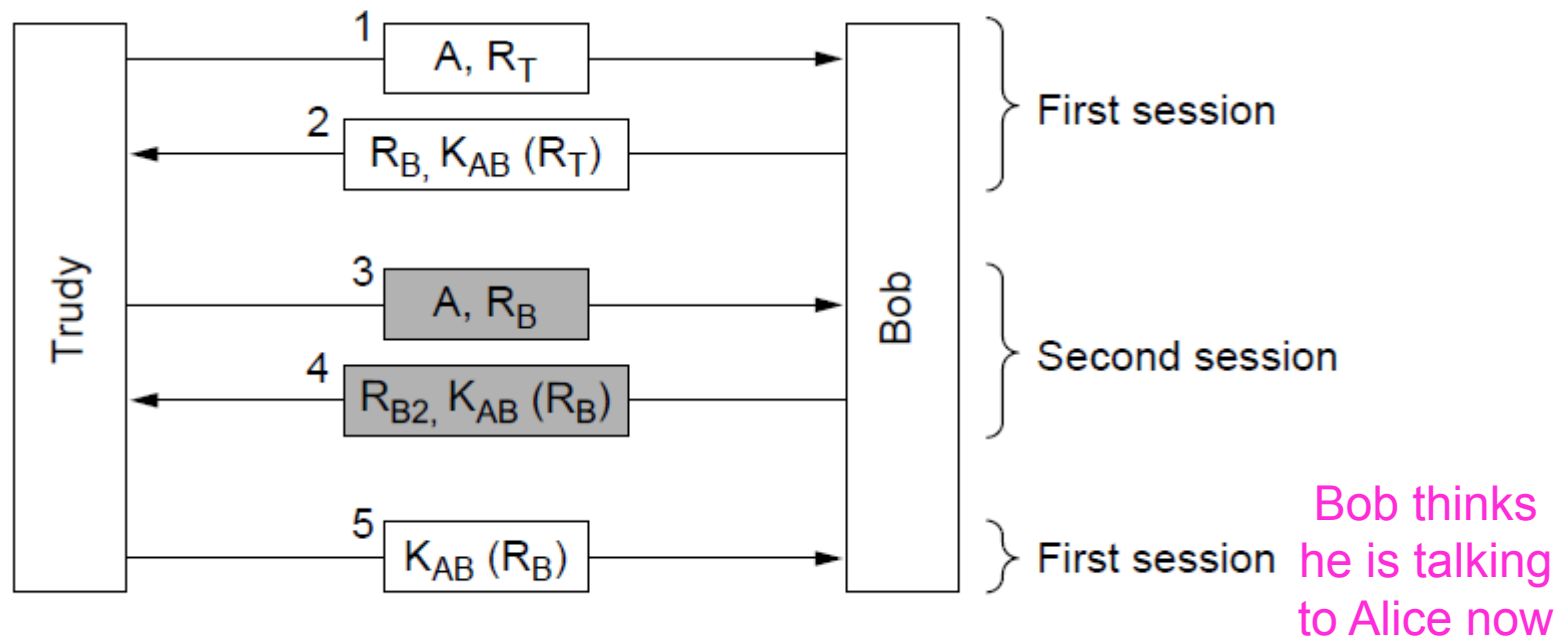 1
A, R_T
First session
2
R_B, K_AB (R_T)
Trudy
Bob
3
A, R_B
Second session
4
R_B2, K_AB (R_B)
5
K_AB (R_B)
First session
Bob thinks
he is talking
to Alice now